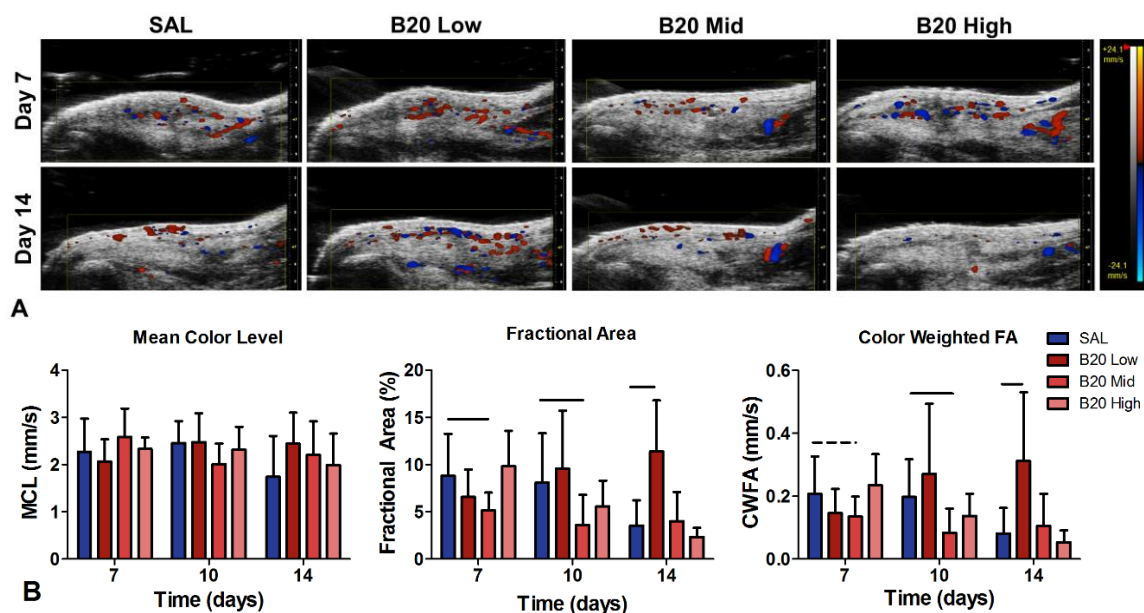 SAL B20 Low B20 Mid B20 High
Day 7
+24.1
mm/s
Day 14
-24.1
mm/s
A
Mean Color Level
MCL (mm/s)
4
3
2
1
0
7 10 14
Time (days)
Fractional Area
Fractional Area (%)
20
15
10
5
0
7 10 14
Time (days)
Color Weighted FA
CWFA (mm/s)
0.6
0.4
0.2
0.0
7 10 14
Time (days)
SAL
B20 Low
B20 Mid
B20 High
B